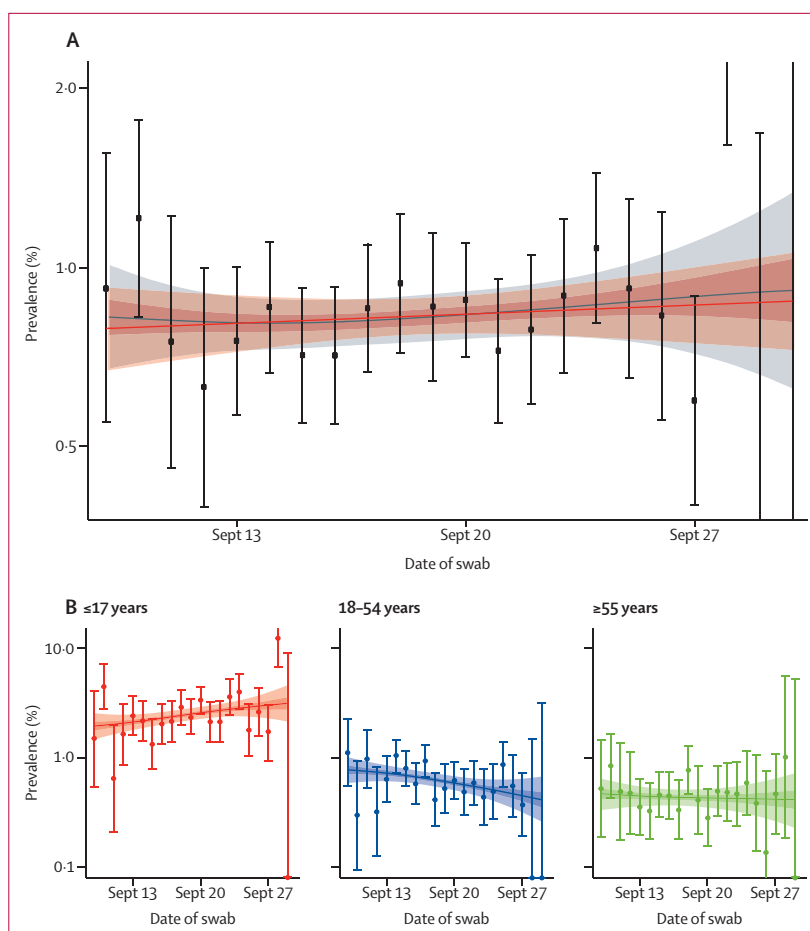 A
2·0
1·0
0·5
Prevalence (%)
Sept 13
Sept 20
Sept 27
Date of swab
B ≤17 years
18–54 years
≥55 years
10·0
1·0
0·1
Prevalence (%)
Sept 13
Sept 20
Sept 27
Sept 13
Sept 20
Sept 27
Sept 13
Sept 20
Sept 27
Date of swab
Date of swab
Date of swab